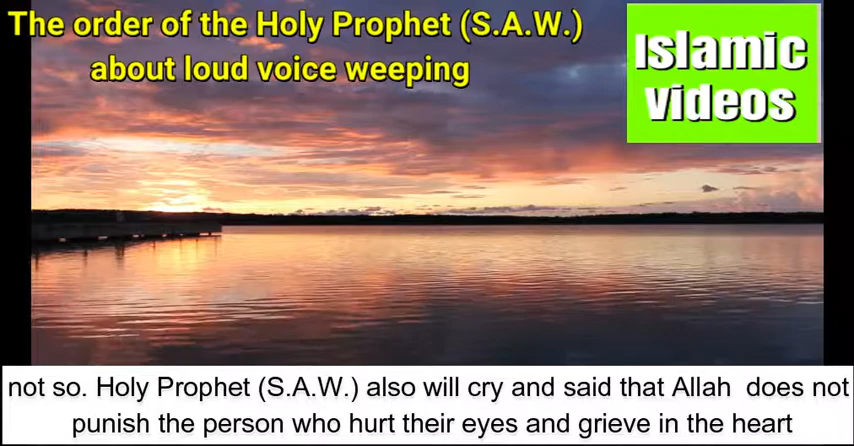 The order of the Holy Prophet (S.A.W.)
about loud voice weeping
Islamic
videos
not so. Holy Prophet (S.A.W.) also will cry and said that Allah does not
punish the person who hurt their eyes and grieve in the heart